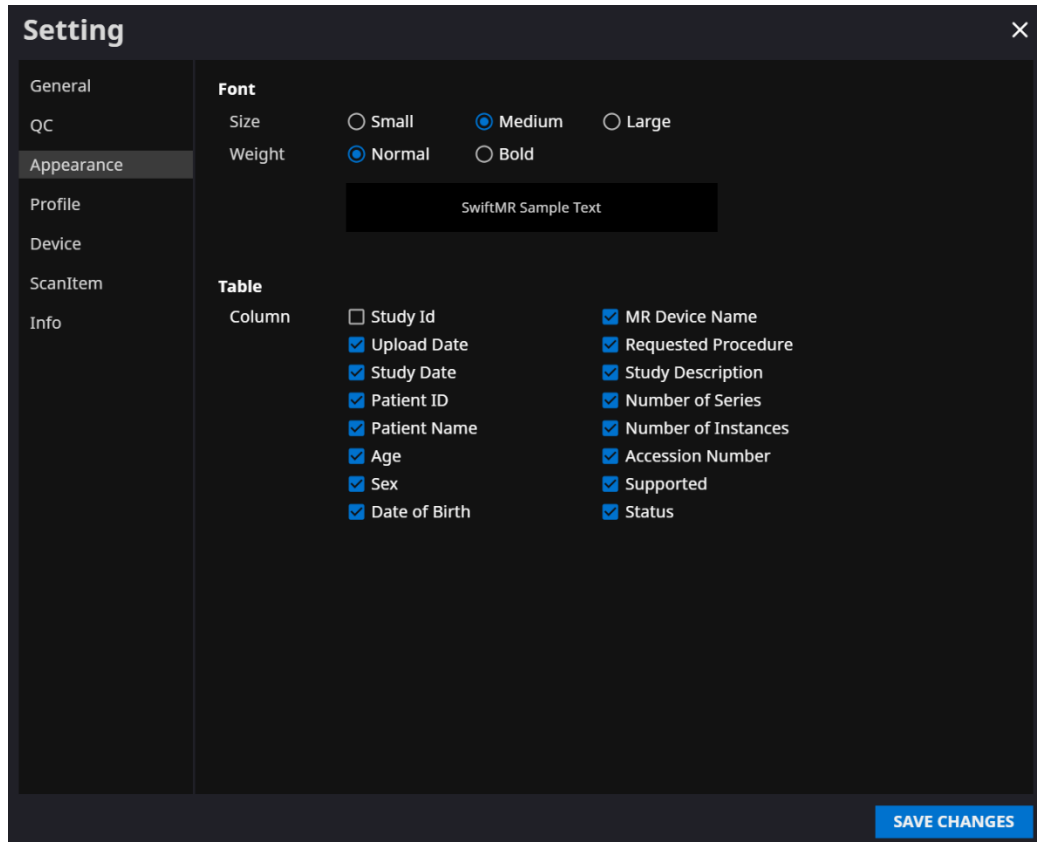 Setting
General
QC
Appearance
Profile
Device
ScanItem
Info
Font
Size Small Medium Large
Weight Normal Bold
SwiftMR Sample Text
Table
Column Study Id MR Device Name
Upload Date Requested Procedure
Study Date Study Description
Patient ID Number of Series
Patient Name Number of Instances
Age Accession Number
Sex Supported
Date of Birth Status
SAVE CHANGES